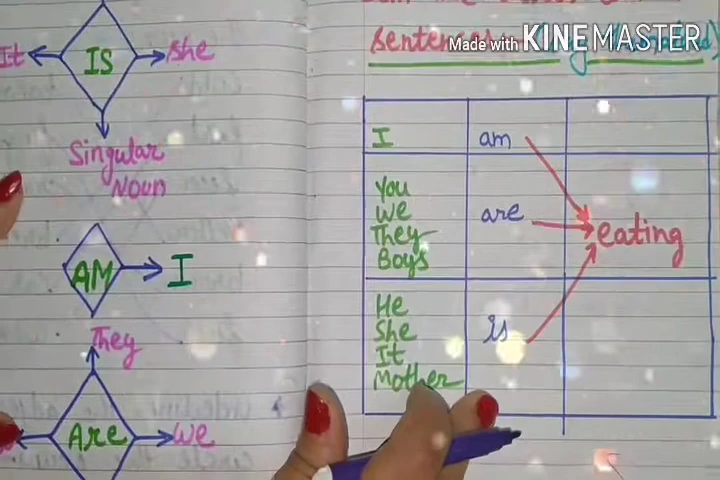 IS
It
she
Singular
Noun
AM
I
They
Are
We
sentences
Made with KINEMASTER
I
am
You
We
They
Boys
are
eating
He
She
It
Mother
is